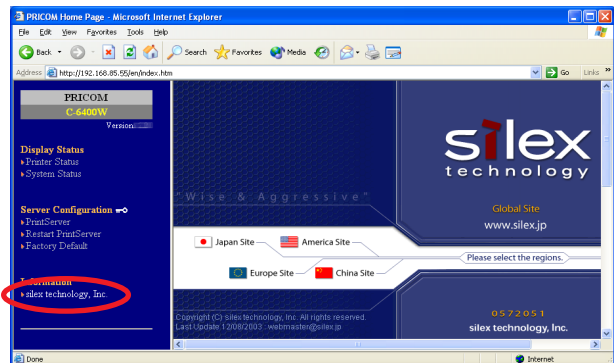 PRICOM Home Page - Microsoft Internet Explorer
File Edit View Favorites Tools Help
Back Search Favorites Media
Address http://192.168.85.55/en/index.htm Go Links »
PRICOM
C-6400W
Version
Display Status
Printer Status
System Status
Server Configuration
PrintServer
Restart PrintServer
Factory Default
Information
silex technology, Inc.
"Wise & Aggressive"
silex
technology
Global Site
www.silex.jp
Japan Site
America Site
Please select the regions.
Europe Site
China Site
Copyright (C) silex technology, Inc. All rights reserved.
Last Update 12/08/2003 :.webmaster@silex.jp
0572051
silex technology, Inc.
Done Internet